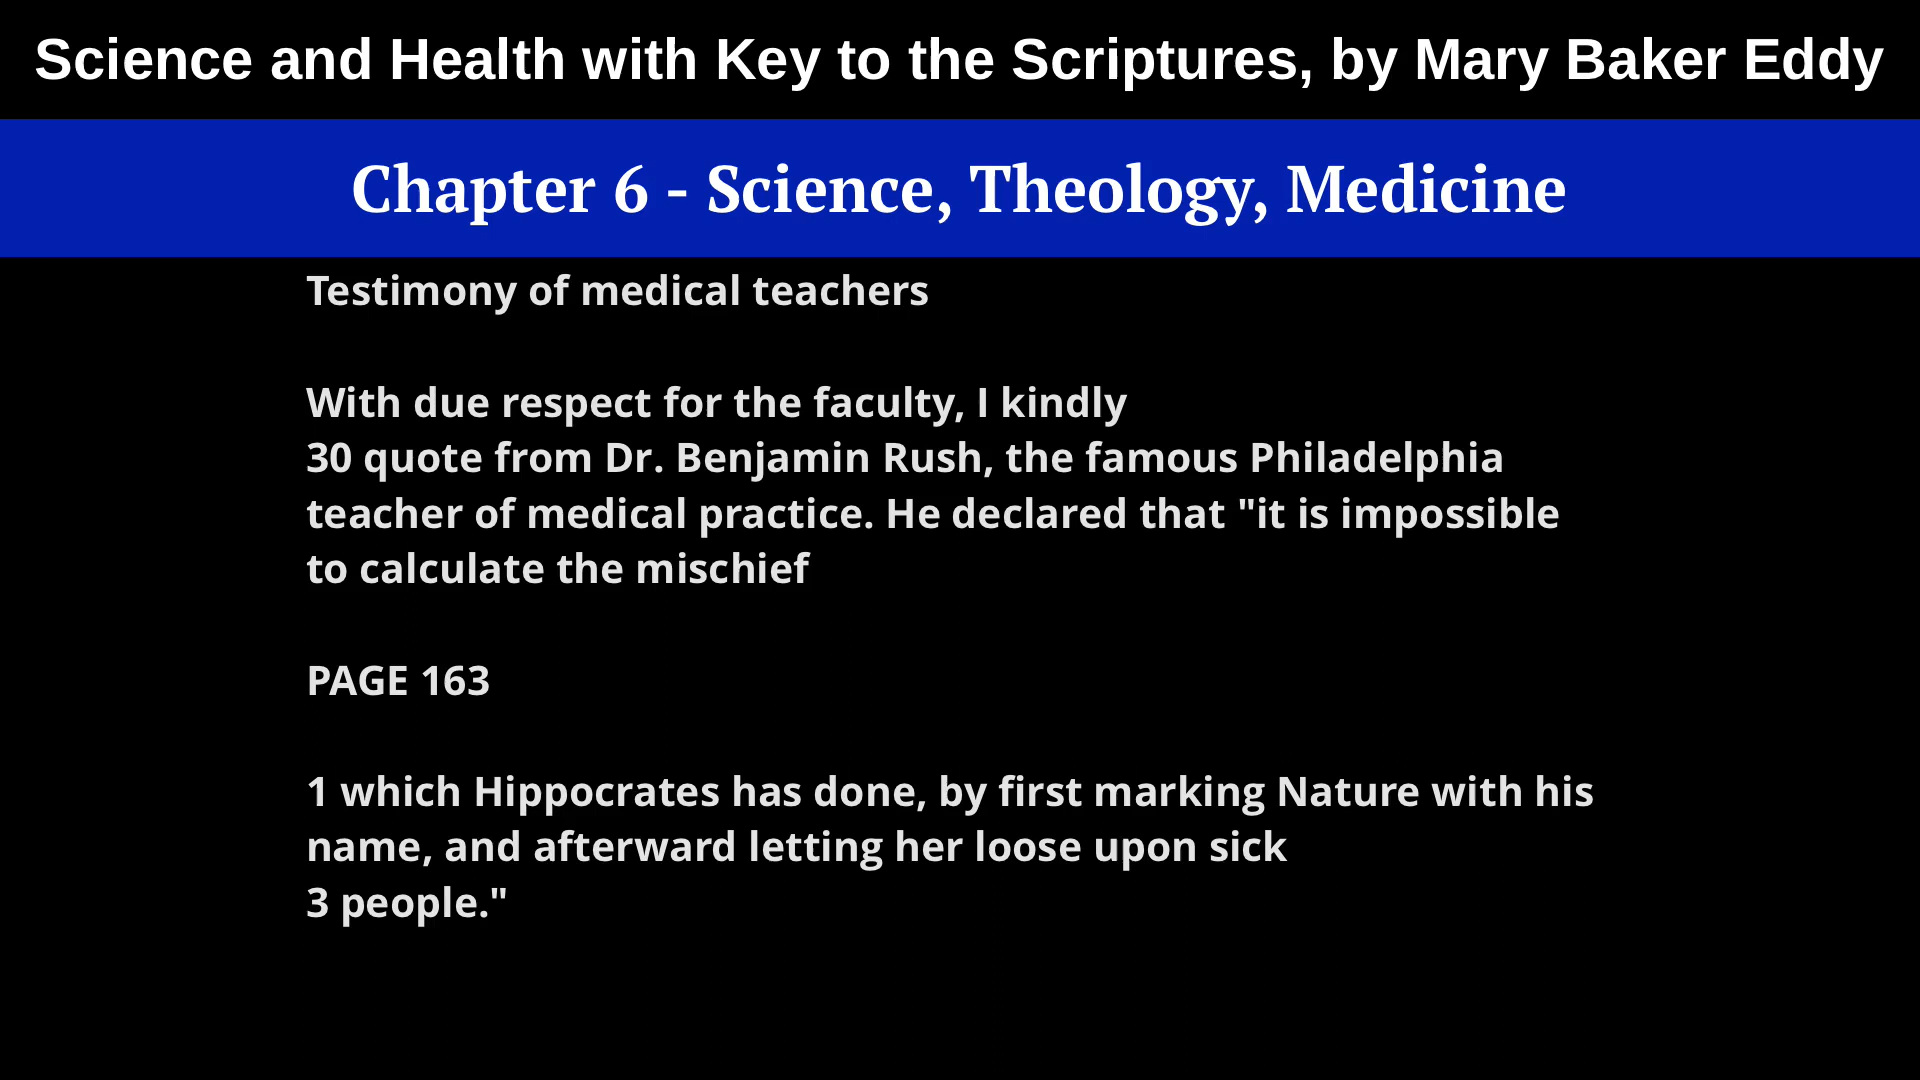 Science and Health with Key to the Scriptures, by Mary Baker Eddy
Chapter 6 - Science, Theology, Medicine
Testimony of medical teachers
With due respect for the faculty, I kindly
30 quote from Dr. Benjamin Rush, the famous Philadelphia
teacher of medical practice. He declared that "it is impossible
to calculate the mischief
PAGE 163
1 which Hippocrates has done, by first marking Nature with his
name, and afterward letting her loose upon sick
3 people."